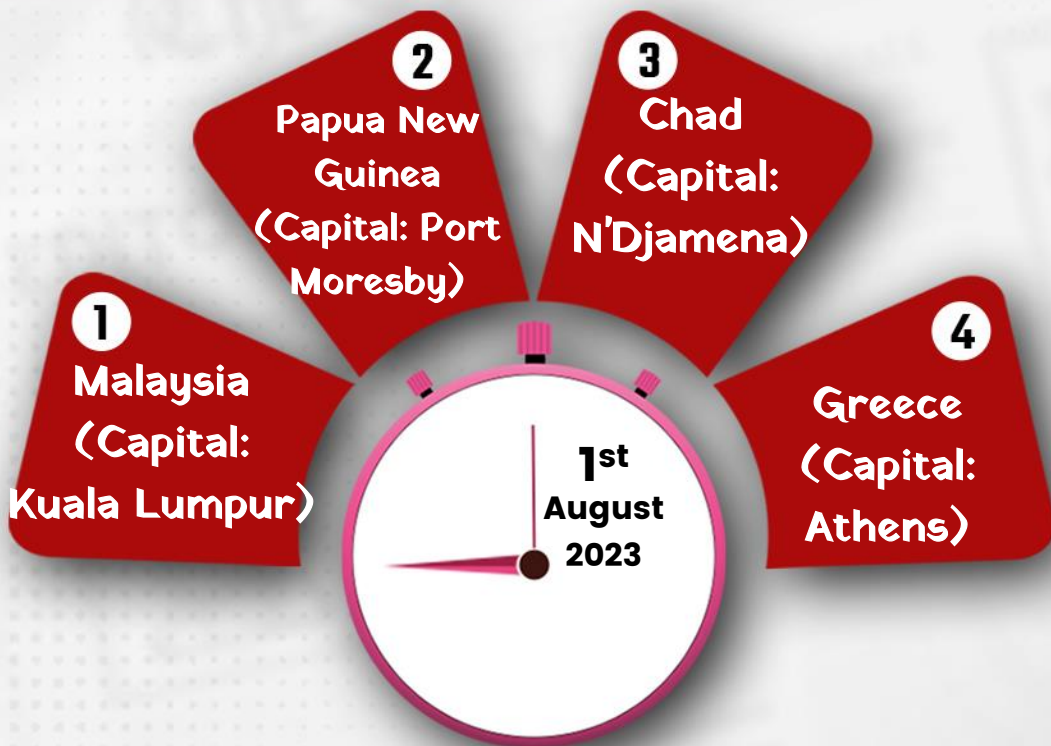 1
Malaysia
(Capital:
Kuala Lumpur)
2
Papua New
Guinea
(Capital: Port
Moresby)
3
Chad
(Capital:
N'Djamena)
4
Greece
(Capital:
Athens)
1st
August
2023